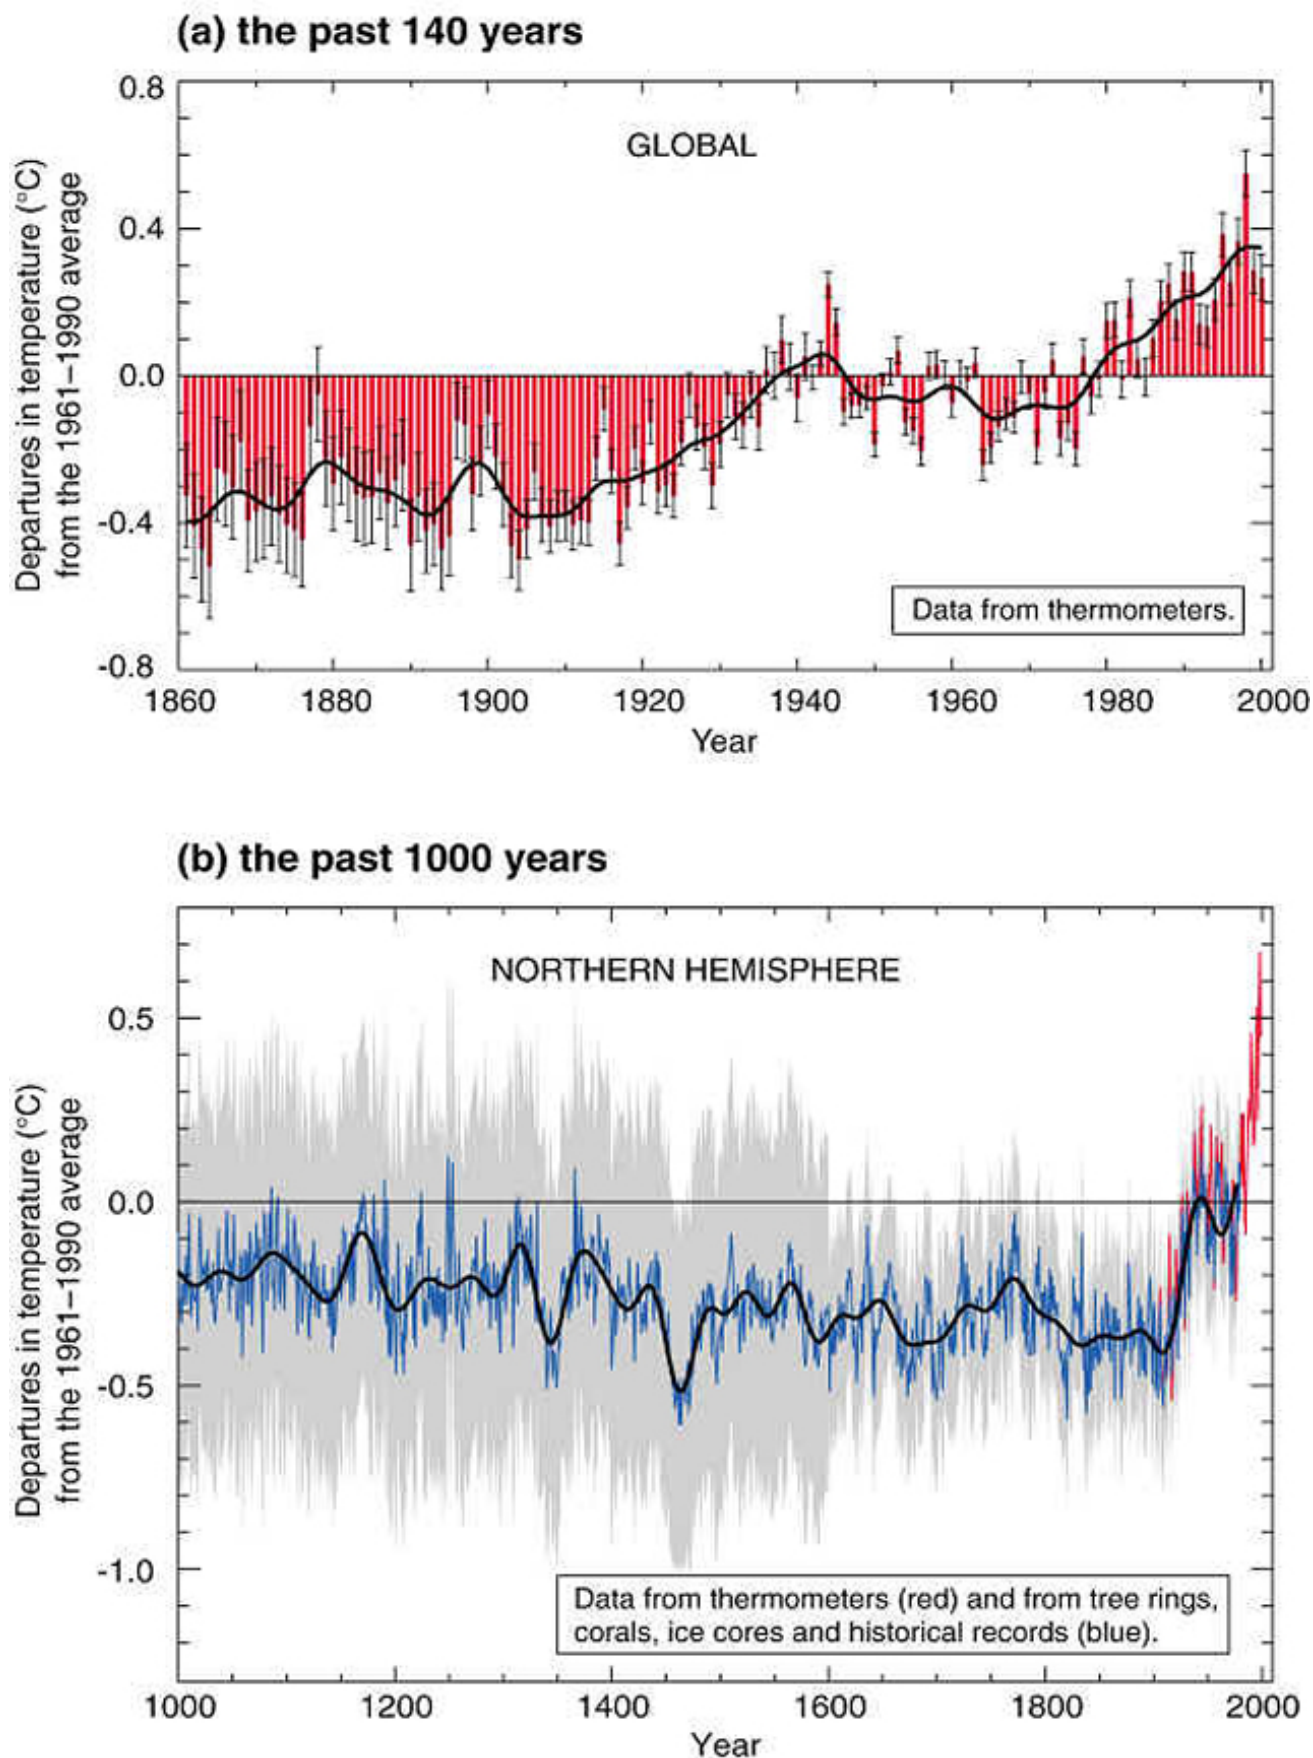 (a) the past 140 years
GLOBAL
Departures in temperature (°C)
from the 1961–1990 average
0.8
0.4
0.0
-0.4
-0.8
Data from thermometers.
1860
1880
1900
1920
1940
1960
1980
2000
Year
(b) the past 1000 years
NORTHERN HEMISPHERE
Departures in temperature (°C)
from the 1961–1990 average
0.5
0.0
-0.5
-1.0
Data from thermometers (red) and from tree rings,
corals, ice cores and historical records (blue).
1000
1200
1400
1600
1800
2000
Year